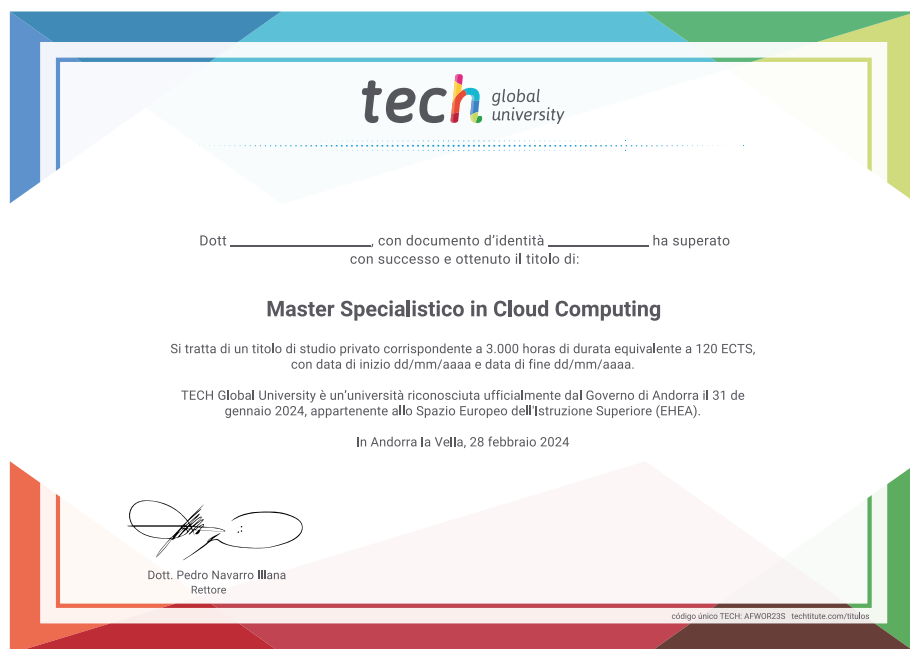 tech global university
Dott ________________, con documento d'identità ______________ ha superato
con successo e ottenuto il titolo di:
Master Specialistico in Cloud Computing
Si tratta di un titolo di studio privato corrispondente a 3.000 horas di durata equivalente a 120 ECTS,
con data di inizio dd/mm/aaaa e data di fine dd/mm/aaaa.
TECH Global University è un'università riconosciuta ufficialmente dal Governo di Andorra il 31 de
gennaio 2024, appartenente allo Spazio Europeo dell'Istruzione Superiore (EHEA).
In Andorra la Vella, 28 febbraio 2024
Dott. Pedro Navarro Illana
Rettore
código único TECH: AFWOR23S techtitute.com/titulos